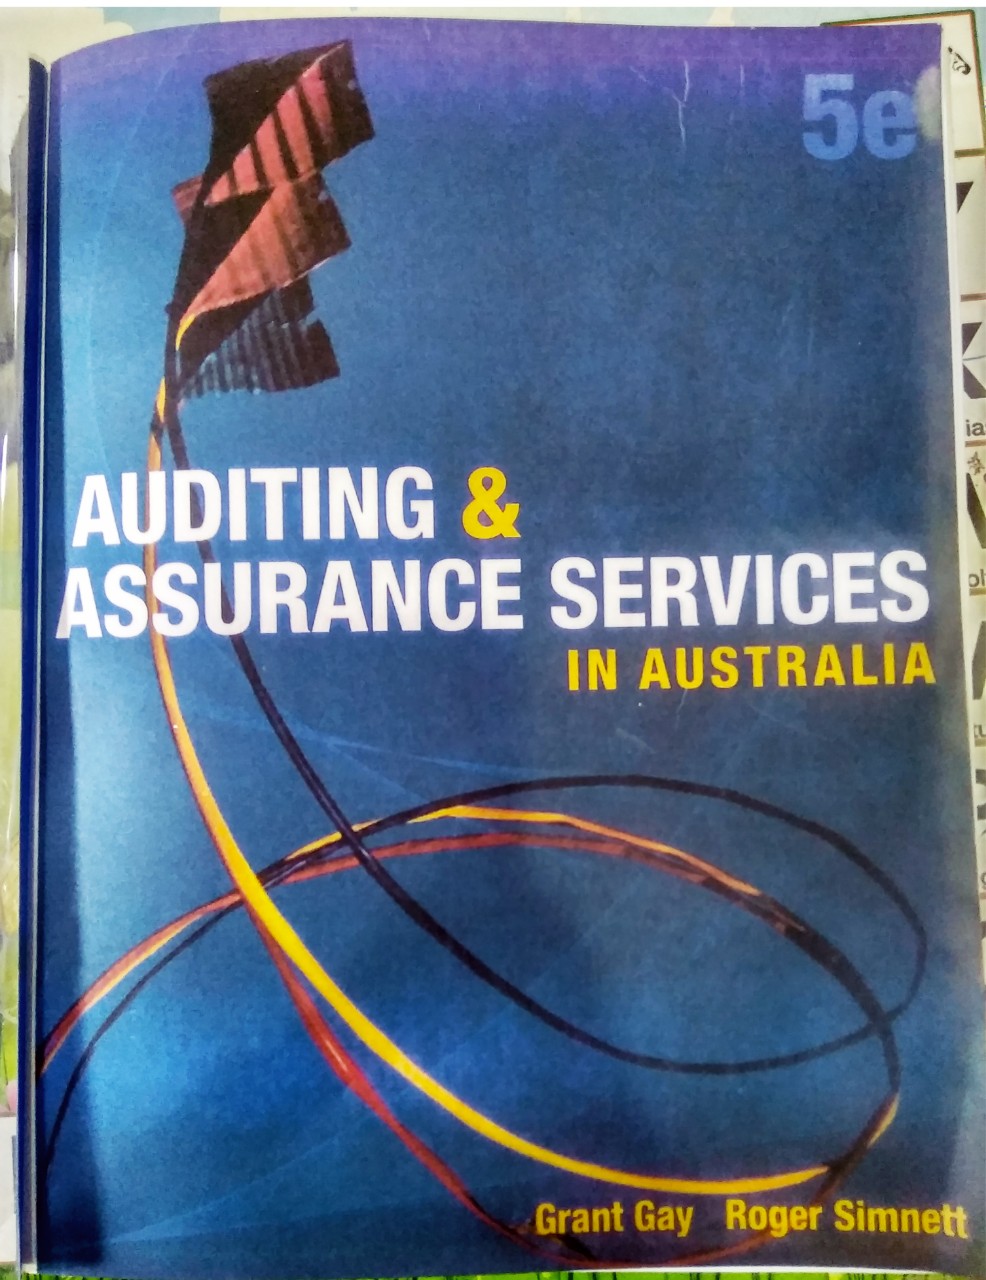 5e
AUDITING &
ASSURANCE SERVICES
IN AUSTRALIA
Grant Gay Roger Simnett